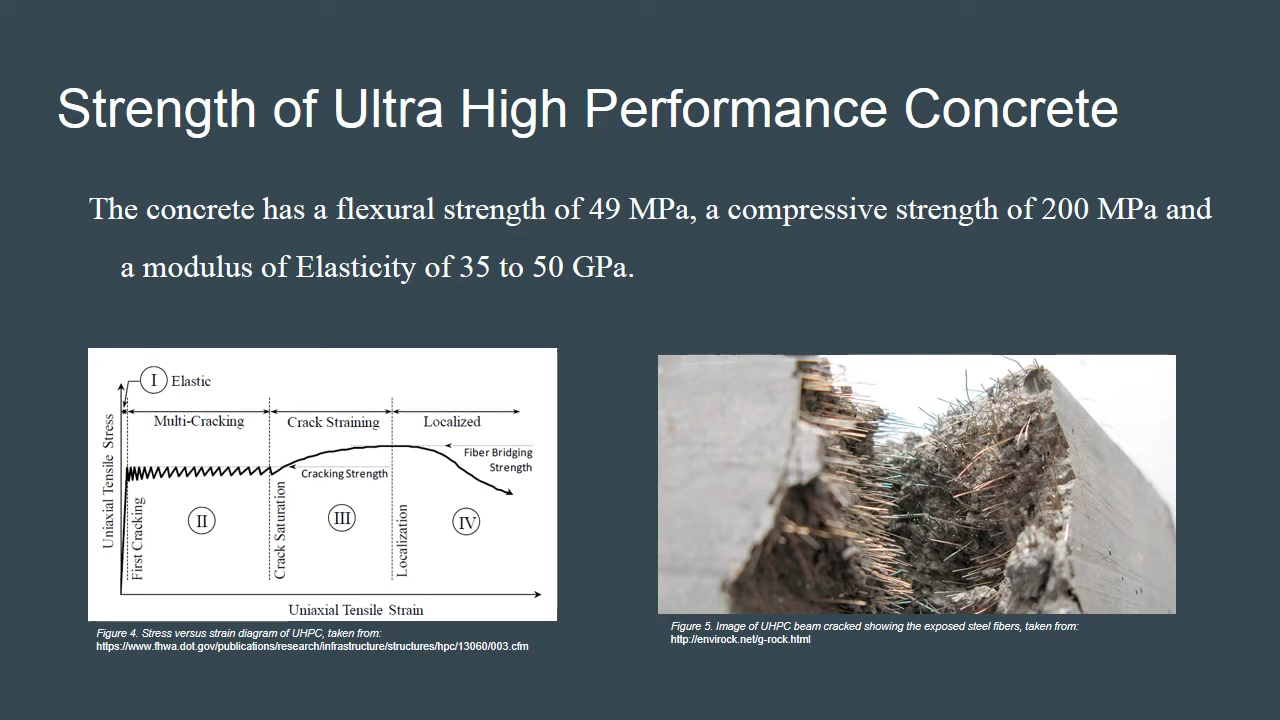 Strength of Ultra High Performance Concrete
The concrete has a flexural strength of 49 MPa, a compressive strength of 200 MPa and
a modulus of Elasticity of 35 to 50 GPa.
I Elastic
Multi-Cracking
Crack Straining
Localized
Fiber Bridging
Strength
Cracking Strength
Uniaxial Tensile Stress
First Cracking
II
Crack Saturation
III
Localization
IV
Uniaxial Tensile Strain
Figure 4. Stress versus strain diagram of UHPC, taken from:
https://www.fhwa.dot.gov/publications/research/infrastructure/structures/hpc/13060/003.cfm
Figure 5. Image of UHPC beam cracked showing the exposed steel fibers, taken from:
http://envirock.net/g-rock.html